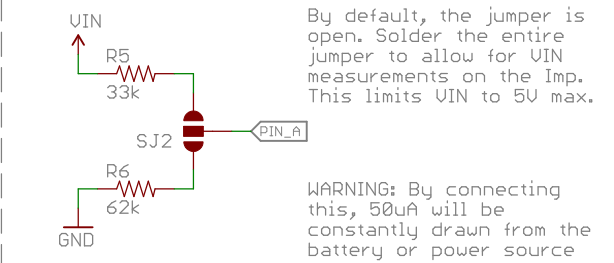 VIN
R5
33k
SJ2
PIN_A
R6
62k
GND
By default, the jumper is
open. Solder the entire
jumper to allow for VIN
measurements on the Imp.
This limits VIN to 5V max.
WARNING: By connecting
this, 50uA will be
constantly drawn from the
battery or power source